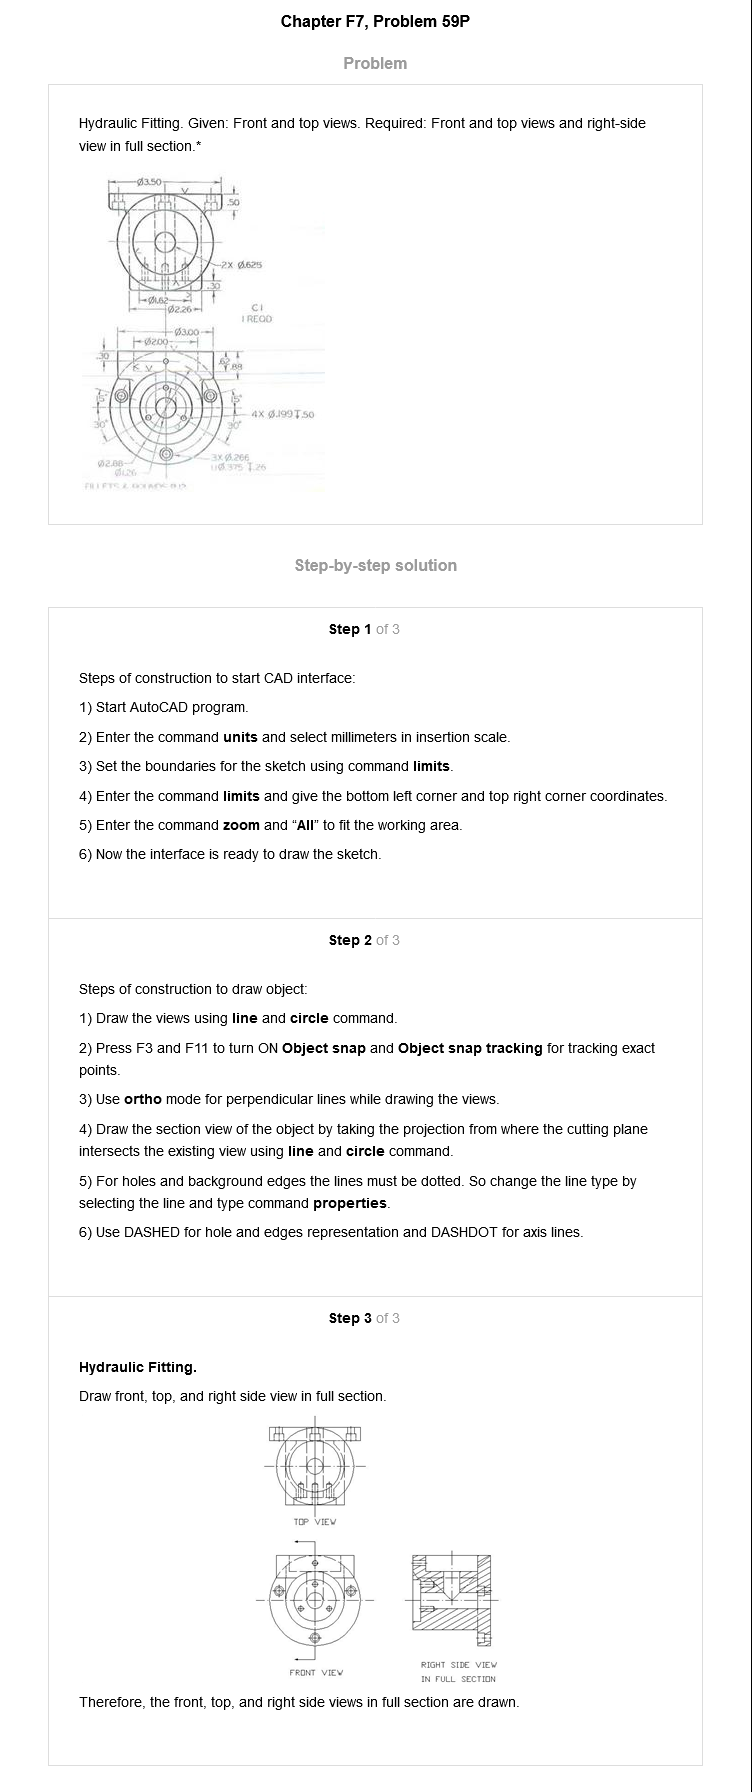 Chapter F7, Problem 59P
Problem
Hydraulic Fitting. Given: Front and top views. Required: Front and top views and right-side
view in full section.*
Ø3.50
.50
2X Ø.625
.30
Ø1.62
Ø2.26
C I
1 REQD
Ø3.00
Ø2.00
.30
.62
.88
15°
15°
4X Ø.199↧.50
30°
30°
Ø2.88
Ø1.26
3X Ø.266
⌴Ø.375 ↧.26
Step-by-step solution
Step 1 of 3
Steps of construction to start CAD interface:
1) Start AutoCAD program.
2) Enter the command units and select millimeters in insertion scale.
3) Set the boundaries for the sketch using command limits.
4) Enter the command limits and give the bottom left corner and top right corner coordinates.
5) Enter the command zoom and “All” to fit the working area.
6) Now the interface is ready to draw the sketch.
Step 2 of 3
Steps of construction to draw object:
1) Draw the views using line and circle command.
2) Press F3 and F11 to turn ON Object snap and Object snap tracking for tracking exact
points.
3) Use ortho mode for perpendicular lines while drawing the views.
4) Draw the section view of the object by taking the projection from where the cutting plane
intersects the existing view using line and circle command.
5) For holes and background edges the lines must be dotted. So change the line type by
selecting the line and type command properties.
6) Use DASHED for hole and edges representation and DASHDOT for axis lines.
Step 3 of 3
Hydraulic Fitting.
Draw front, top, and right side view in full section.
TOP VIEW
FRONT VIEW
RIGHT SIDE VIEW
IN FULL SECTION
Therefore, the front, top, and right side views in full section are drawn.